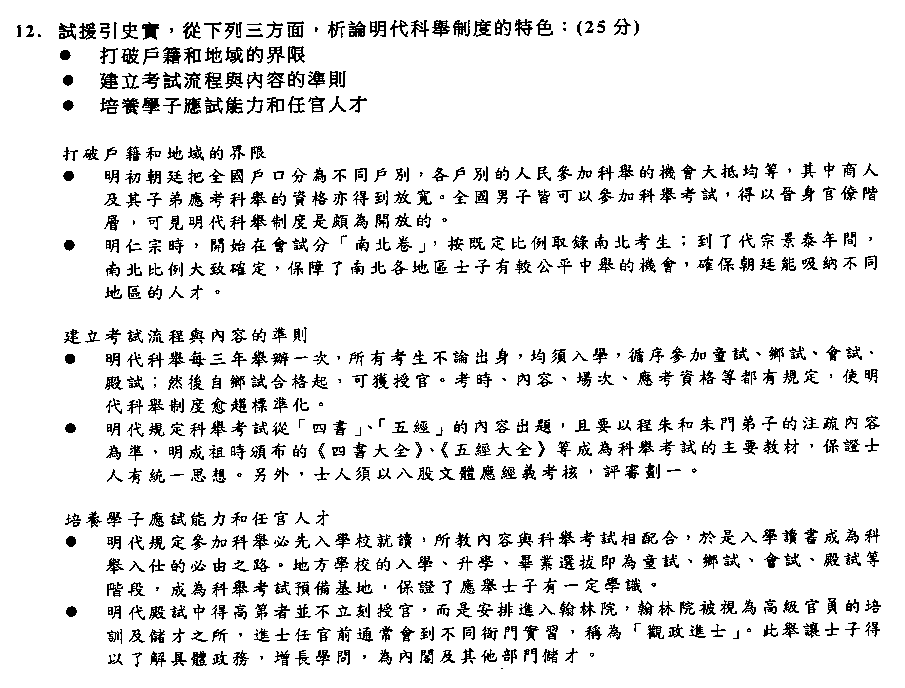 12. 試援引史實，從下列三方面，析論明代科舉制度的特色：(25 分)
● 打破戶籍和地域的界限
● 建立考試流程與內容的準則
● 培養學子應試能力和任官人才
打破戶籍和地域的界限
● 明初朝廷把全國戶口分為不同戶別，各戶別的人民參加科舉的機會大抵均等，其中商人
及其子弟應考科舉的資格亦得到放寬。全國男子皆可以參加科舉考試，得以晉身官僚階
層，可見明代科舉制度是頗為開放的。
● 明仁宗時，開始在會試分「南北卷」，按既定比例取錄南北考生；到了代宗景泰年間，
南北比例大致確定，保障了南北各地區士子有較公平中舉的機會，確保朝廷能吸納不同
地區的人才。
建立考試流程與內容的準則
● 明代科舉每三年舉辦一次，所有考生不論出身，均須入學，循序參加童試、鄉試、會試、
殿試；然後自鄉試合格起，可獲授官。考時、內容、場次、應考資格等都有規定，使明
代科舉制度愈趨標準化。
● 明代規定科舉考試從「四書」、「五經」的內容出題，且要以程朱和朱門弟子的注疏內容
為準，明成祖時頒布的《四書大全》、《五經大全》等成為科舉考試的主要教材，保證士
人有統一思想。另外，士人須以八股文體應經義考核，評審劃一。
培養學子應試能力和任官人才
● 明代規定參加科舉必先入學校就讀，所教內容與科舉考試相配合，於是入學讀書成為科
舉入仕的必由之路。地方學校的入學、升學、畢業選拔即為童試、鄉試、會試、殿試等
階段，成為科舉考試預備基地，保證了應舉士子有一定學識。
● 明代殿試中得高第者並不立刻授官，而是安排進入翰林院，翰林院被視為高級官員的培
訓及儲才之所，進士任官前通常會到不同衙門實習，稱為「觀政進士」。此舉讓士子得
以了解具體政務，增長學問，為內閣及其他部門儲才。